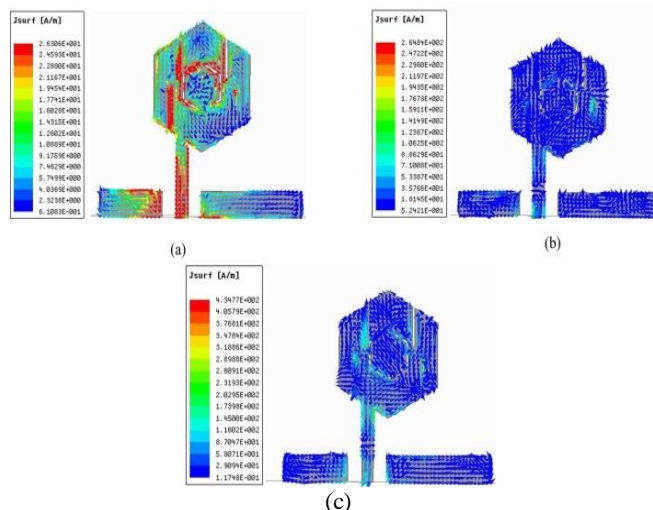 Jsurf [A/m]
2.6306E+001
2.4593E+001
2.2880E+001
2.1167E+001
1.9454E+001
1.7741E+001
1.6028E+001
1.4315E+001
1.2602E+001
1.0889E+001
9.1759E+000
7.4629E+000
5.7499E+000
4.0369E+000
2.3238E+000
6.1083E-001
(a)
Jsurf [A/m]
2.6484E+002
2.4722E+002
2.2960E+002
2.1197E+002
1.9435E+002
1.7673E+002
1.5911E+002
1.4149E+002
1.2387E+002
1.0625E+002
8.8629E+001
7.1008E+001
5.3387E+001
3.5766E+001
1.8145E+001
5.2421E-001
(b)
Jsurf [A/m]
4.3477E+002
4.0579E+002
3.7681E+002
3.4784E+002
3.1886E+002
2.8988E+002
2.6091E+002
2.3193E+002
2.0295E+002
1.7398E+002
1.4500E+002
1.1602E+002
8.7047E+001
5.8071E+001
2.9094E+001
1.1748E-001
(c)